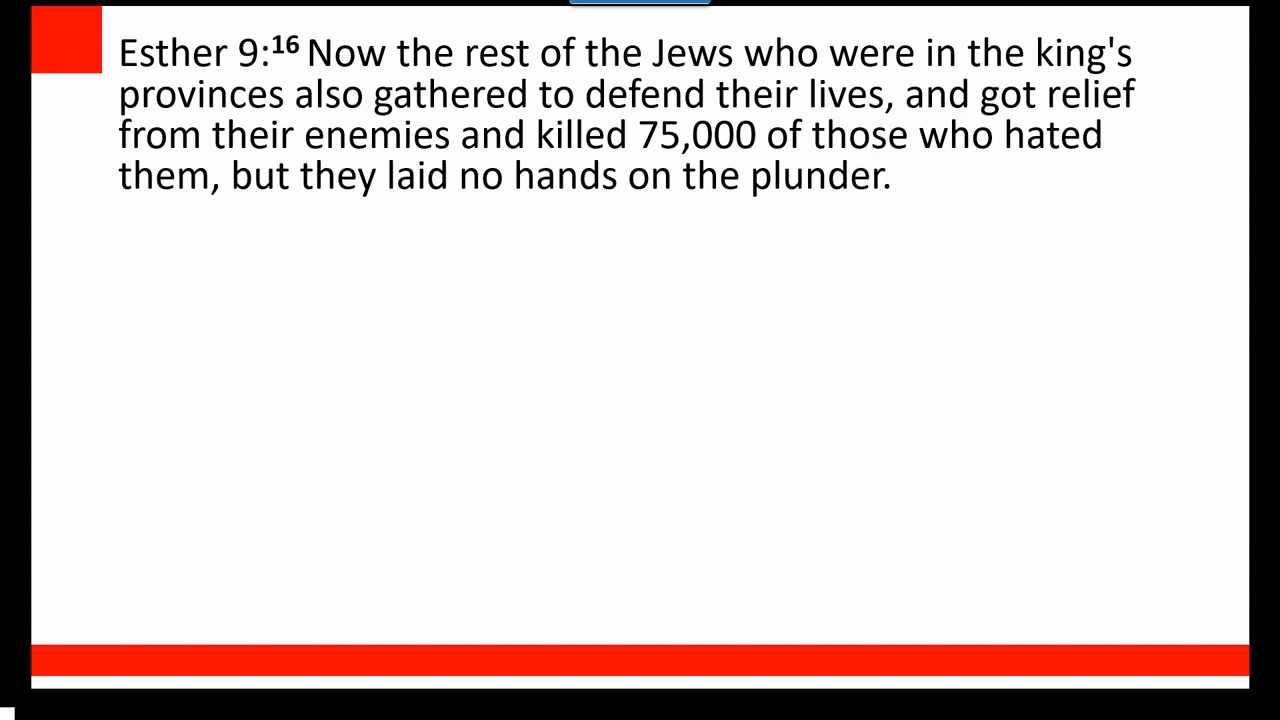 Esther 9:16 Now the rest of the Jews who were in the king's
provinces also gathered to defend their lives, and got relief
from their enemies and killed 75,000 of those who hated
them, but they laid no hands on the plunder.